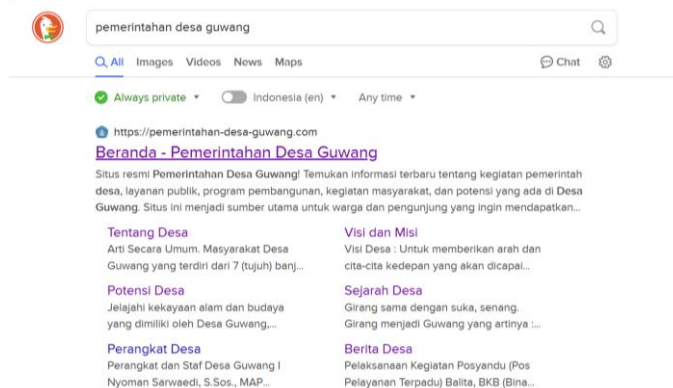 pemerintahan desa guwang
All Images Videos News Maps Chat
Always private Indonesia (en) Any time
https://pemerintahan-desa-guwang.com
Beranda - Pemerintahan Desa Guwang
Situs resmi Pemerintahan Desa Guwang! Temukan informasi terbaru tentang kegiatan pemerintah
desa, layanan publik, program pembangunan, kegiatan masyarakat, dan potensi yang ada di Desa
Guwang. Situs ini menjadi sumber utama untuk warga dan pengunjung yang ingin mendapatkan...
Tentang Desa
Arti Secara Umum. Masyarakat Desa
Guwang yang terdiri dari 7 (tujuh) banj...
Visi dan Misi
Visi Desa : Untuk memberikan arah dan
cita-cita kedepan yang akan dicapai...
Potensi Desa
Jelajahi kekayaan alam dan budaya
yang dimiliki oleh Desa Guwang,...
Sejarah Desa
Girang sama dengan suka, senang.
Girang menjadi Guwang yang artinya :...
Perangkat Desa
Perangkat dan Staf Desa Guwang I
Nyoman Sarwaedi, S.Sos., MAP...
Berita Desa
Pelaksanaan Kegiatan Posyandu (Pos
Pelayanan Terpadu) Balita, BKB (Bina...